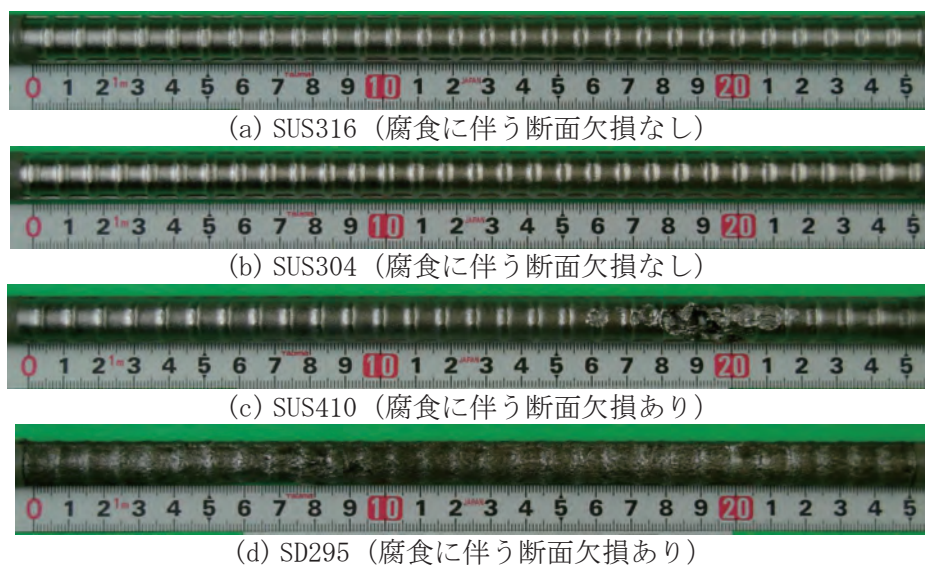 0 1 2 1m 3 4 5 6 7 8 9 10 1 2 JAPAN 3 4 5 6 7 8 9 20 1 2 3 4 5
(a) SUS316 (腐食に伴う断面欠損なし)
0 1 2 1m 3 4 5 6 7 8 9 10 1 2 JAPAN 3 4 5 6 7 8 9 20 1 2 3 4 5
(b) SUS304 (腐食に伴う断面欠損なし)
0 1 2 1m 3 4 5 6 7 8 9 10 1 2 JAPAN 3 4 5 6 7 8 9 20 1 2 3 4 5
(c) SUS410 (腐食に伴う断面欠損あり)
0 1 2 1m 3 4 5 6 7 8 9 10 1 2 JAPAN 3 4 5 6 7 8 9 20 1 2 3 4 5
(d) SD295 (腐食に伴う断面欠損あり)